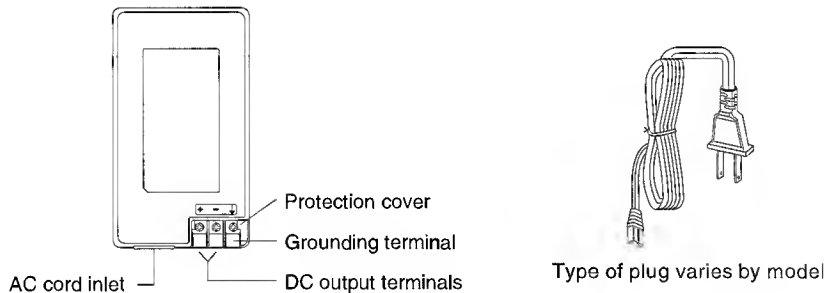 + -
Protection cover
Grounding terminal
AC cord inlet
DC output terminals
Type of plug varies by model